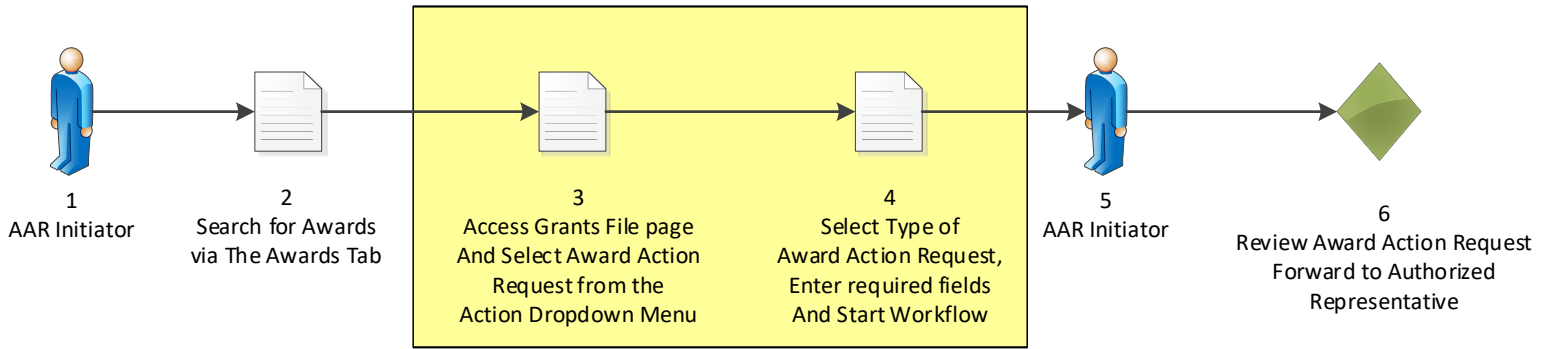 1
AAR Initiator
2
Search for Awards
via The Awards Tab
3
Access Grants File page
And Select Award Action
Request from the
Action Dropdown Menu
4
Select Type of
Award Action Request,
Enter required fields
And Start Workflow
5
AAR Initiator
6
Review Award Action Request
Forward to Authorized
Representative